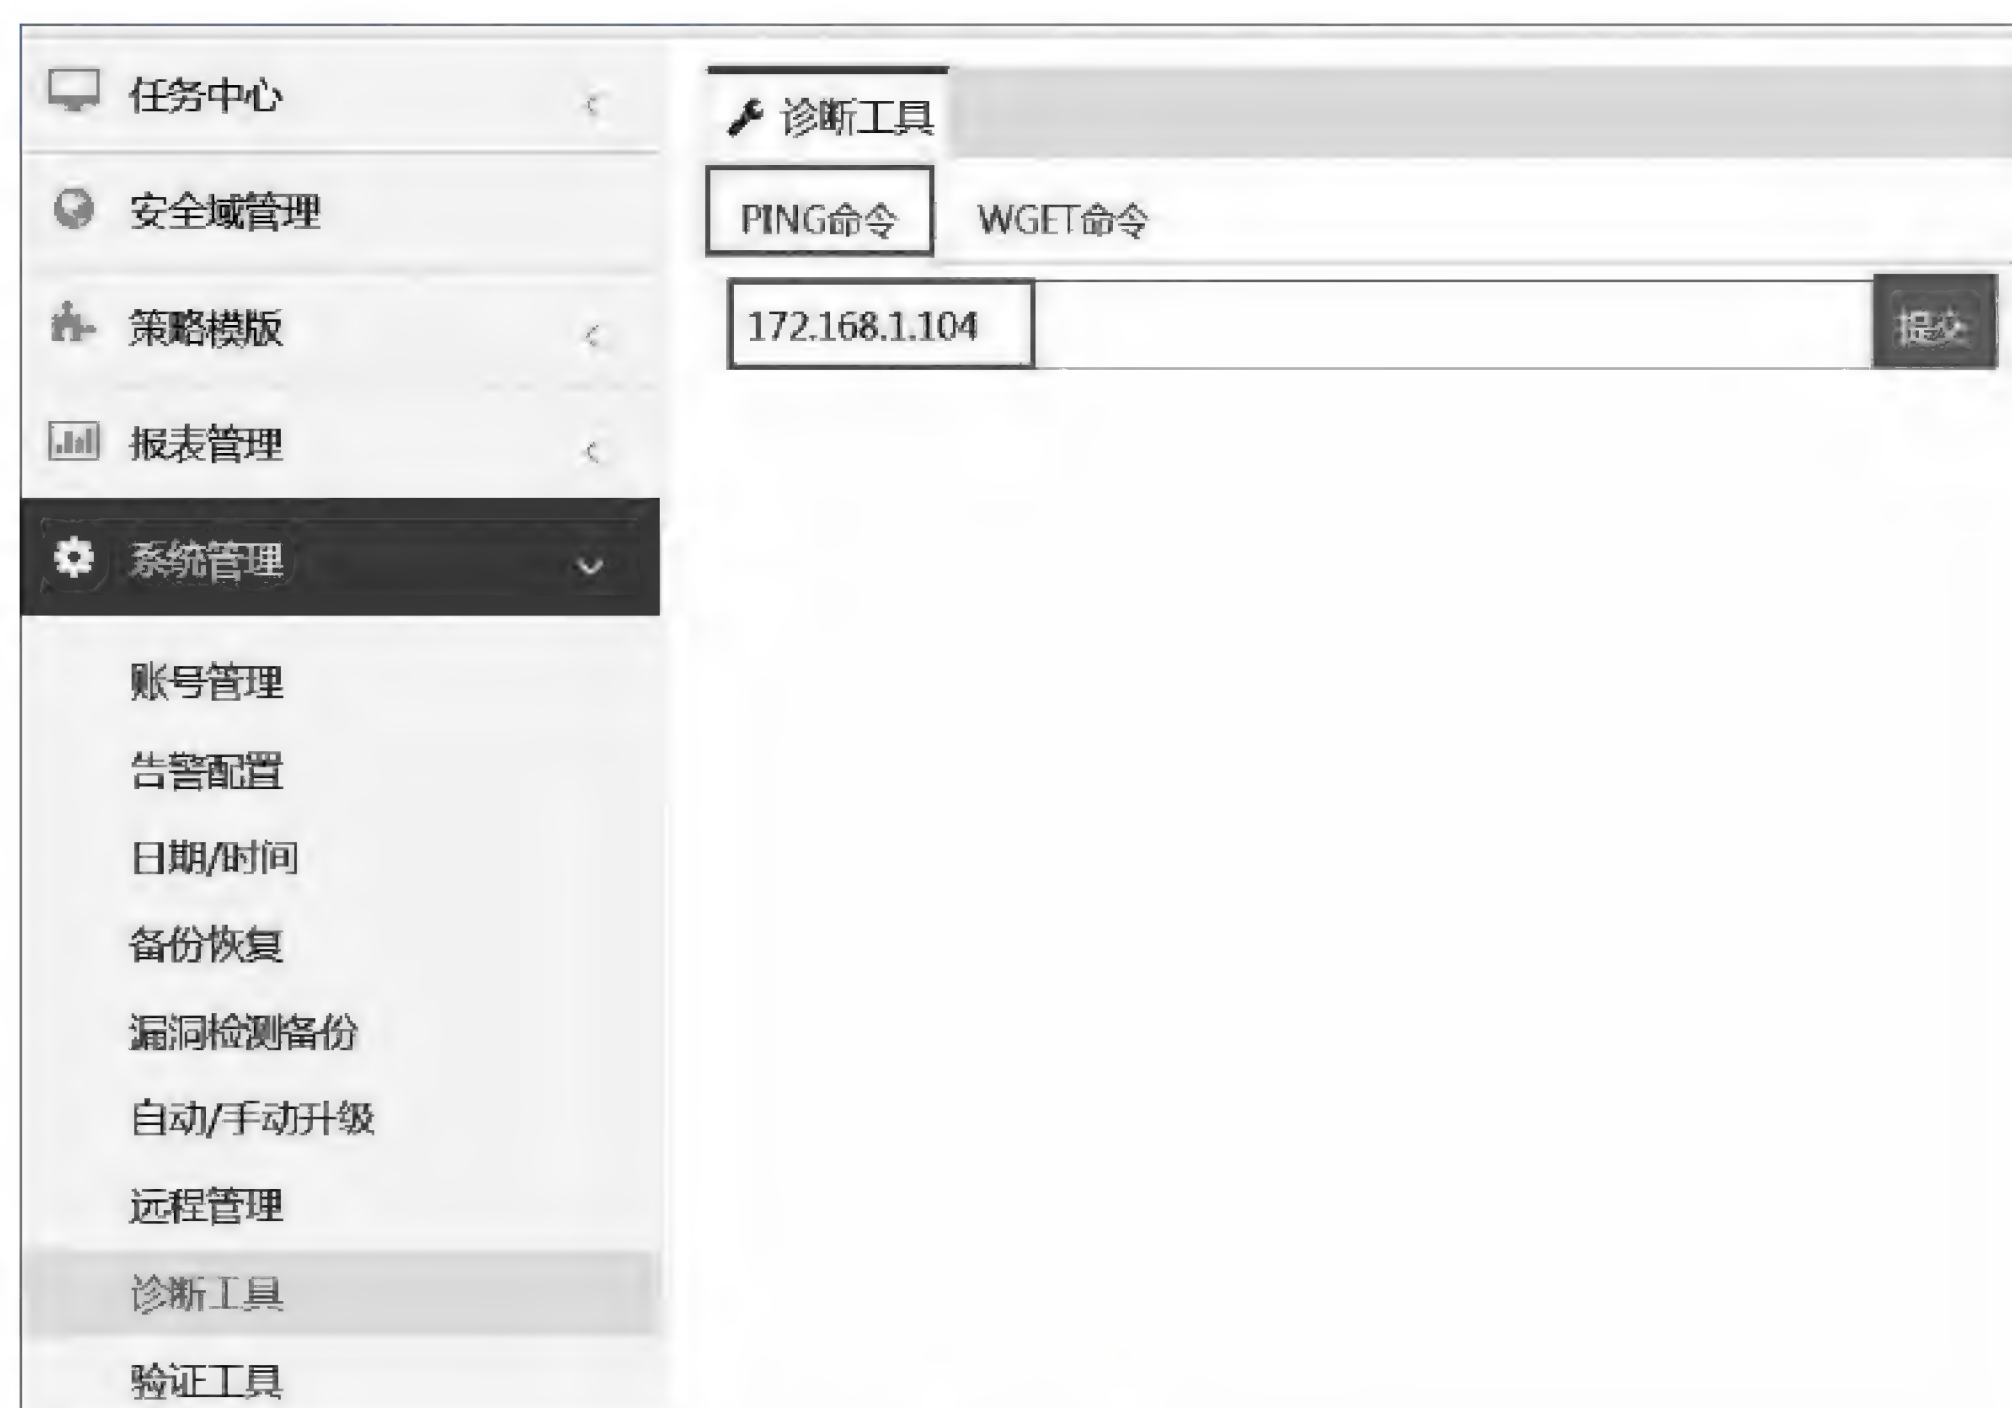 任务中心
安全域管理
策略模版
报表管理
系统管理
账号管理
告警配置
日期/时间
备份恢复
漏洞检测备份
自动/手动升级
远程管理
诊断工具
验证工具
诊断工具
PING命令 WGET命令
172.168.1.104 提交